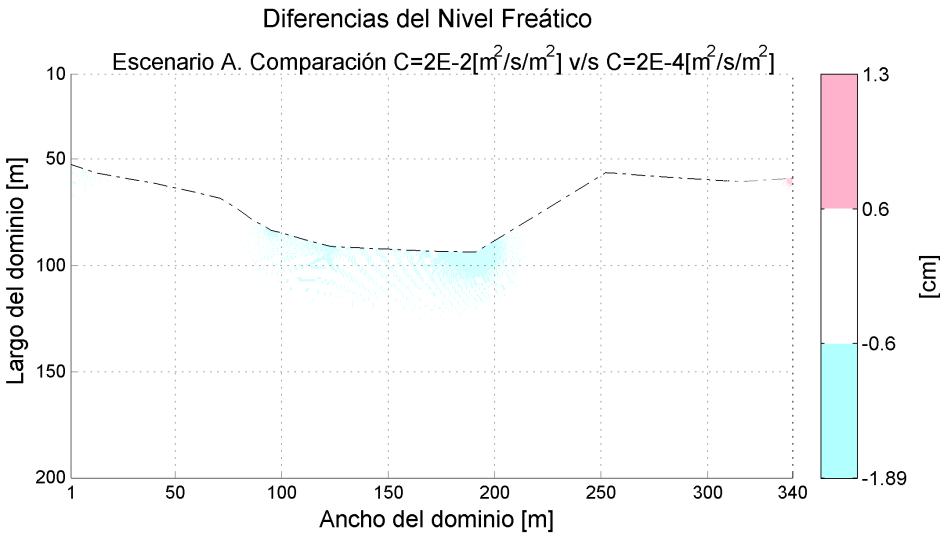 Diferencias del Nivel Freático
Escenario A. Comparación C=2E-2[m²/s/m²] v/s C=2E-4[m²/s/m²]
10
50
100
150
200
Largo del dominio [m]
1 50 100 150 200 250 300 340
Ancho del dominio [m]
1.3
0.6
-0.6
-1.89
[cm]